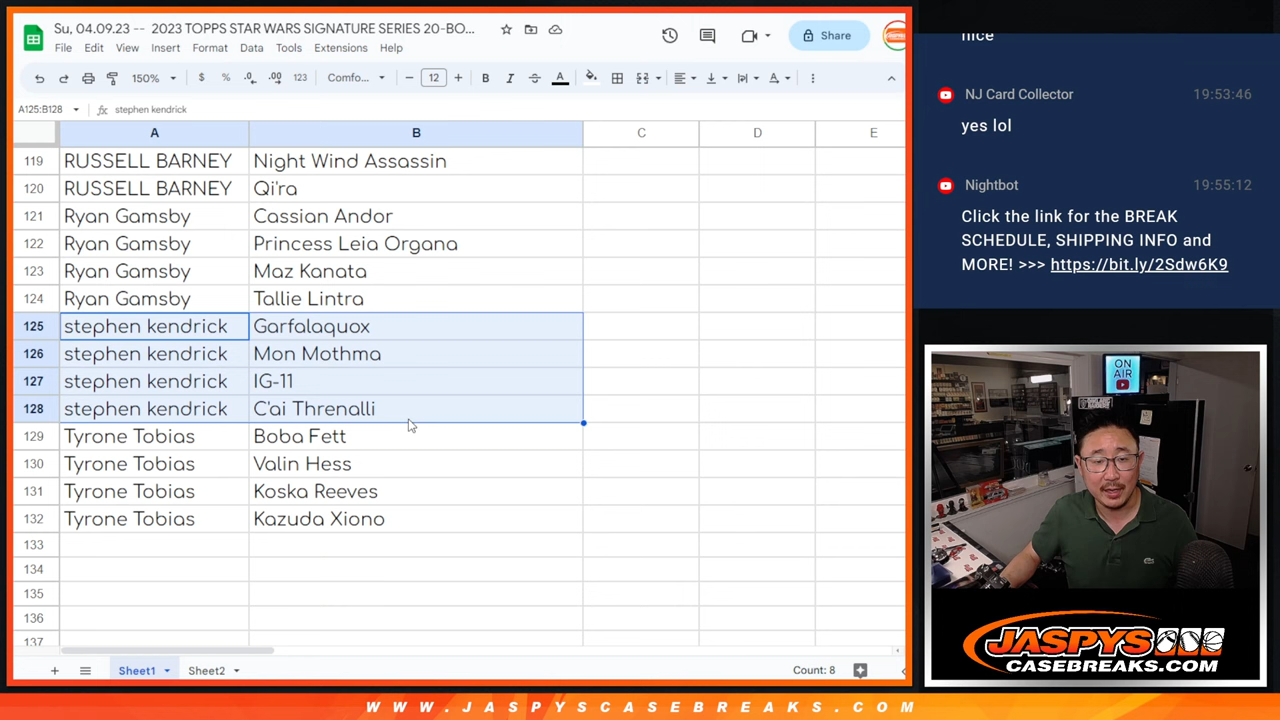 Su, 04.09.23 -- 2023 TOPPS STAR WARS SIGNATURE SERIES 20-BO...
File Edit View Insert Format Data Tools Extensions Help
Share
150% $ % .0 .00 123 Comfo... 12 B I A
A125:B128 fx stephen kendrick
A B C D E
119 RUSSELL BARNEY Night Wind Assassin
120 RUSSELL BARNEY Qi'ra
121 Ryan Gamsby Cassian Andor
122 Ryan Gamsby Princess Leia Organa
123 Ryan Gamsby Maz Kanata
124 Ryan Gamsby Tallie Lintra
125 stephen kendrick Garfalaquox
126 stephen kendrick Mon Mothma
127 stephen kendrick IG-11
128 stephen kendrick C'ai Threnalli
129 Tyrone Tobias Boba Fett
130 Tyrone Tobias Valin Hess
131 Tyrone Tobias Koska Reeves
132 Tyrone Tobias Kazuda Xiono
133
134
135
136
137
Sheet1 Sheet2 Count: 8
nice
NJ Card Collector 19:53:46
yes lol
Nightbot 19:55:12
Click the link for the BREAK
SCHEDULE, SHIPPING INFO and
MORE! >>> https://bit.ly/2Sdw6K9
ON
AIR
JASPYS
CASEBREAKS.COM
WWW.JASPYSCASEBREAKS.COM